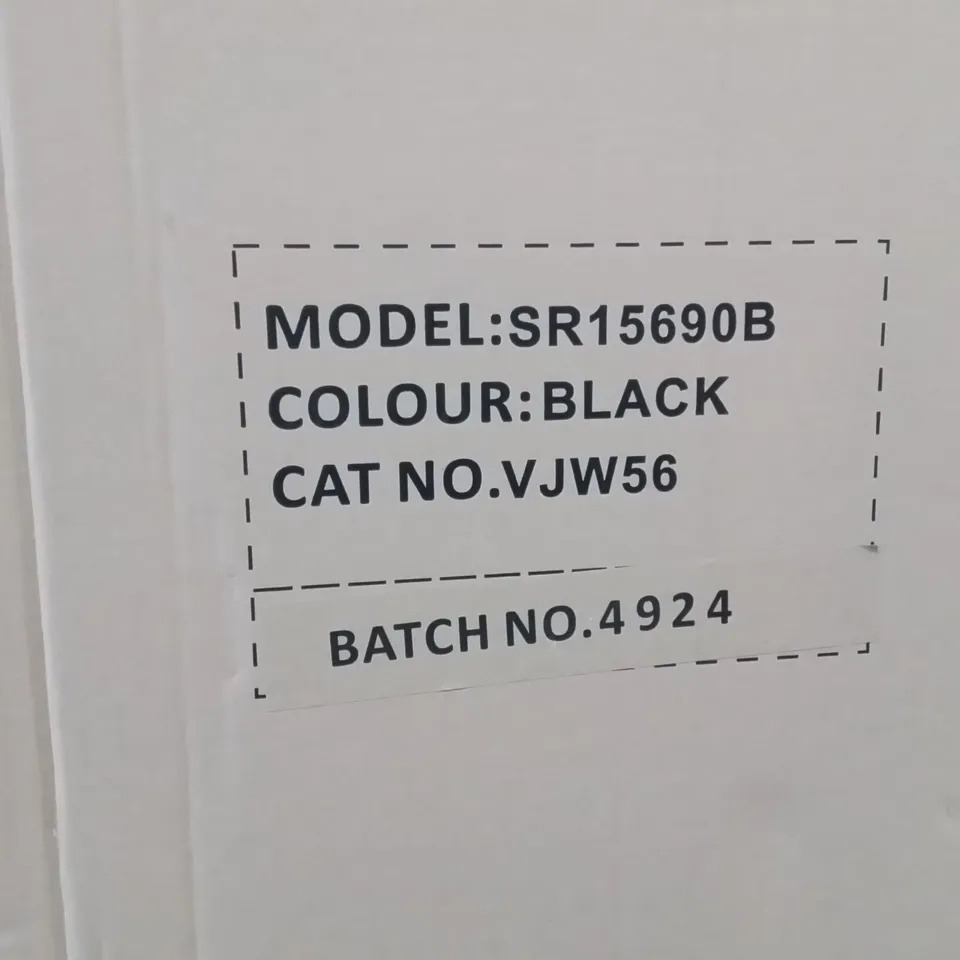 MODEL:SR15690B
COLOUR:BLACK
CAT NO.VJW56
BATCH NO.4924